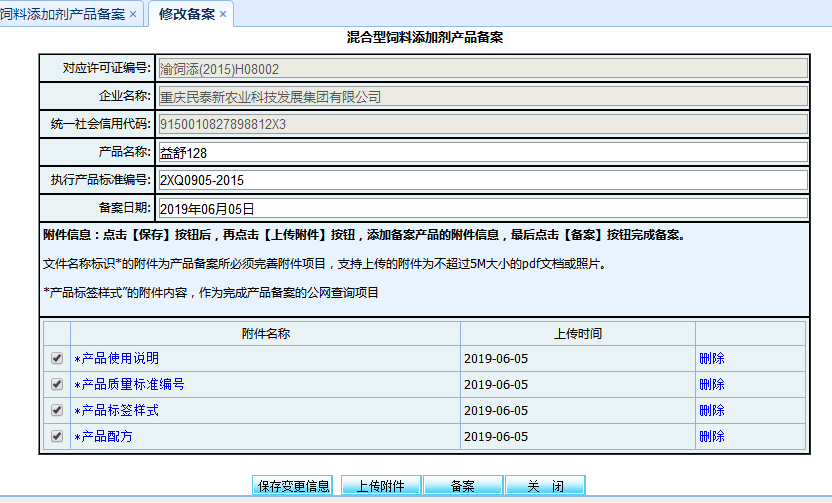 饲料添加剂产品备案 × 修改备案 ×
混合型饲料添加剂产品备案
对应许可证编号: 渝饲添(2015)H08002
企业名称: 重庆民泰新农业科技发展集团有限公司
统一社会信用代码: 9150010827898812X3
产品名称: 益舒128
执行产品标准编号: 2XQ0905-2015
备案日期: 2019年06月05日
附件信息：点击【保存】按钮后，再点击【上传附件】按钮，添加备案产品的附件信息，最后点击【备案】按钮完成备案。
文件名称标识*的附件为产品备案所必须完善附件项目，支持上传的附件为不超过5M大小的pdf文档或照片。
*产品标签样式”的附件内容，作为完成产品备案的公网查询项目
附件名称 上传时间
*产品使用说明 2019-06-05 删除
*产品质量标准编号 2019-06-05 删除
*产品标签样式 2019-06-05 删除
*产品配方 2019-06-05 删除
保存变更信息 上传附件 备案 关 闭